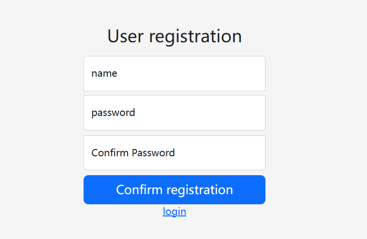 User registration
name
password
Confirm Password
Confirm registration
login